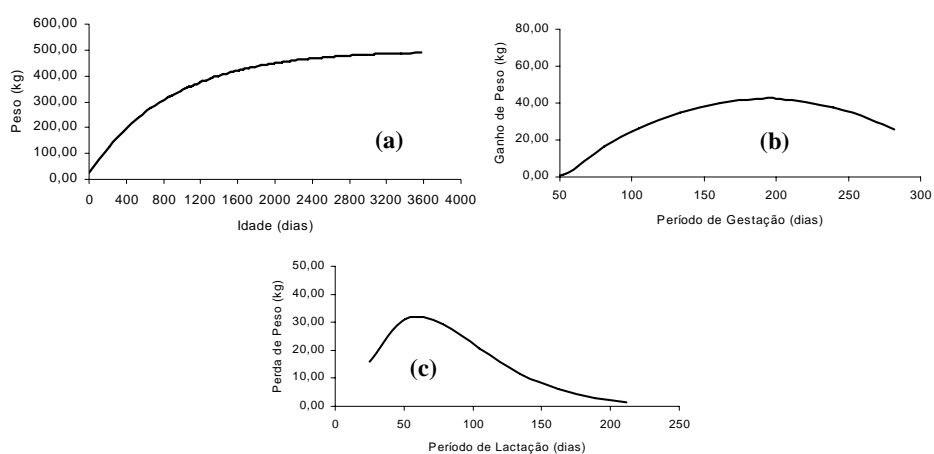 600,00
500,00
400,00
300,00
200,00
100,00
0,00
Peso (kg)
(a)
0 400 800 1200 1600 2000 2400 2800 3200 3600 4000
Idade (dias)
80,00
60,00
40,00
20,00
0,00
Ganho de Peso (kg)
(b)
50 100 150 200 250 300
Período de Gestação (dias)
50,00
40,00
30,00
20,00
10,00
0,00
Perda de Peso (kg)
(c)
0 50 100 150 200 250
Período de Lactação (dias)